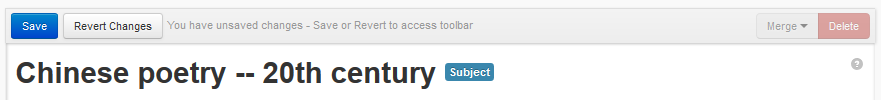 Save Revert Changes You have unsaved changes - Save or Revert to access toolbar Merge Delete
Chinese poetry -- 20th century Subject ?